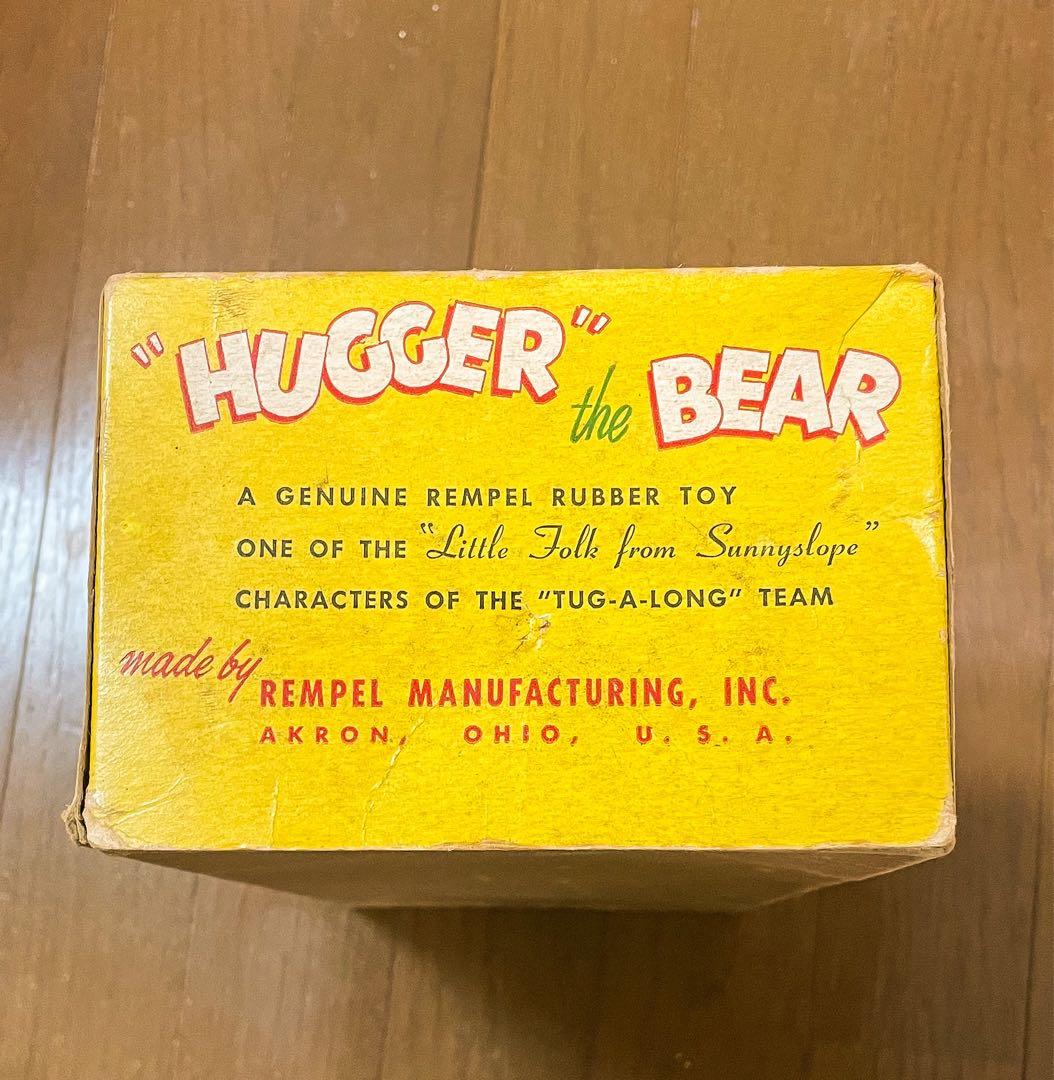 "HUGGER" the BEAR
A GENUINE REMPEL RUBBER TOY
ONE OF THE "Little Folk from Sunnyslope"
CHARACTERS OF THE "TUG-A-LONG" TEAM
made by REMPEL MANUFACTURING, INC.
AKRON, OHIO, U. S. A.